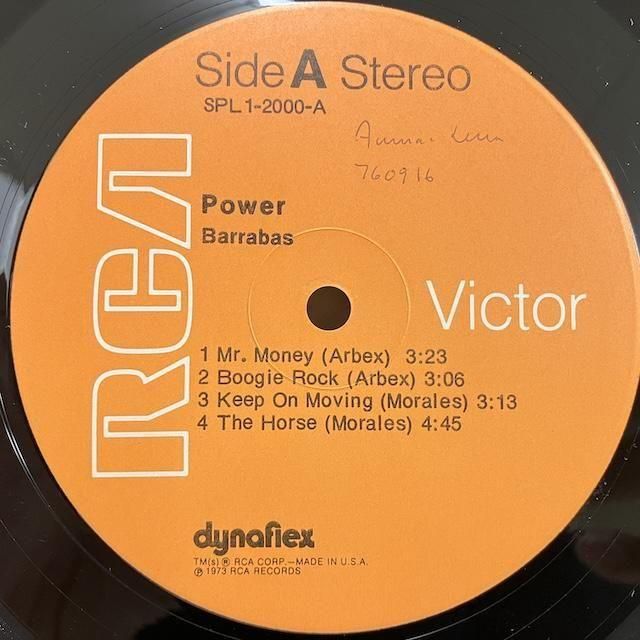 Side A Stereo
SPL1-2000-A
760916
RCA
Power
Barrabas
Victor
1 Mr. Money (Arbex) 3:23
2 Boogie Rock (Arbex) 3:06
3 Keep On Moving (Morales) 3:13
4 The Horse (Morales) 4:45
dynaflex
TM(s) ® RCA CORP.—MADE IN U.S.A.
℗ 1973 RCA RECORDS